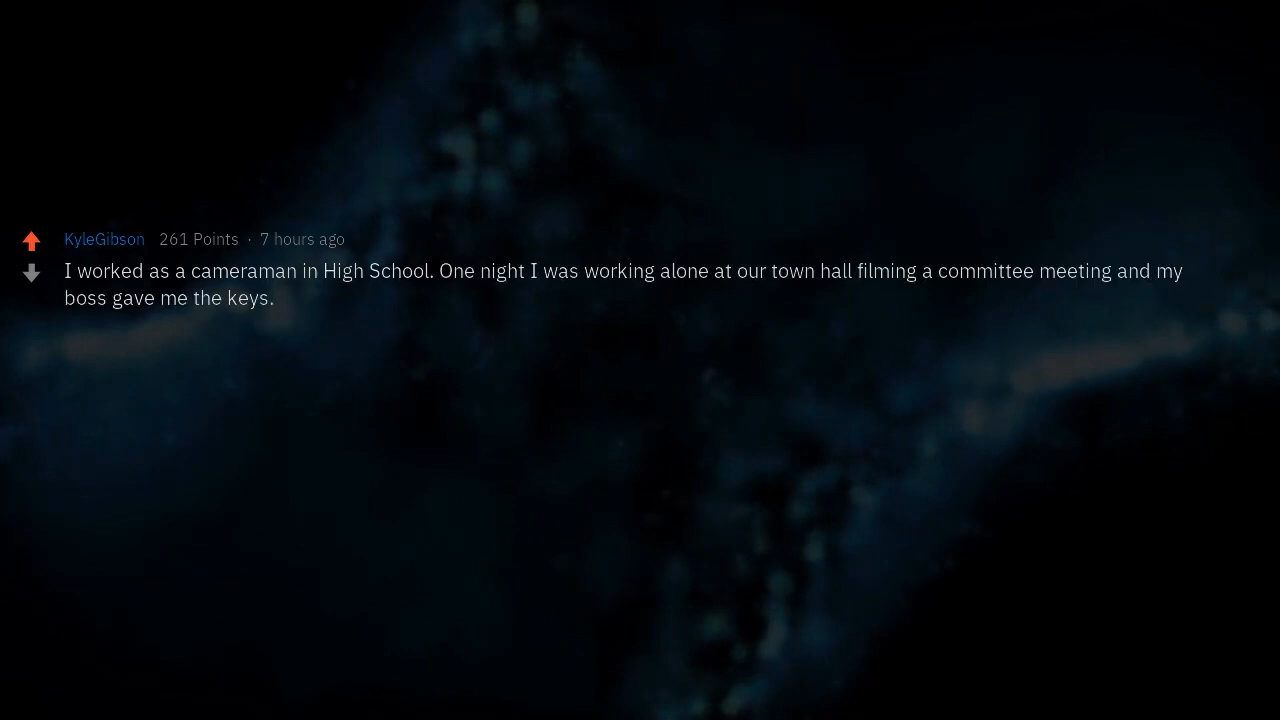 KyleGibson 261 Points · 7 hours ago
I worked as a cameraman in High School. One night I was working alone at our town hall filming a committee meeting and my
boss gave me the keys.